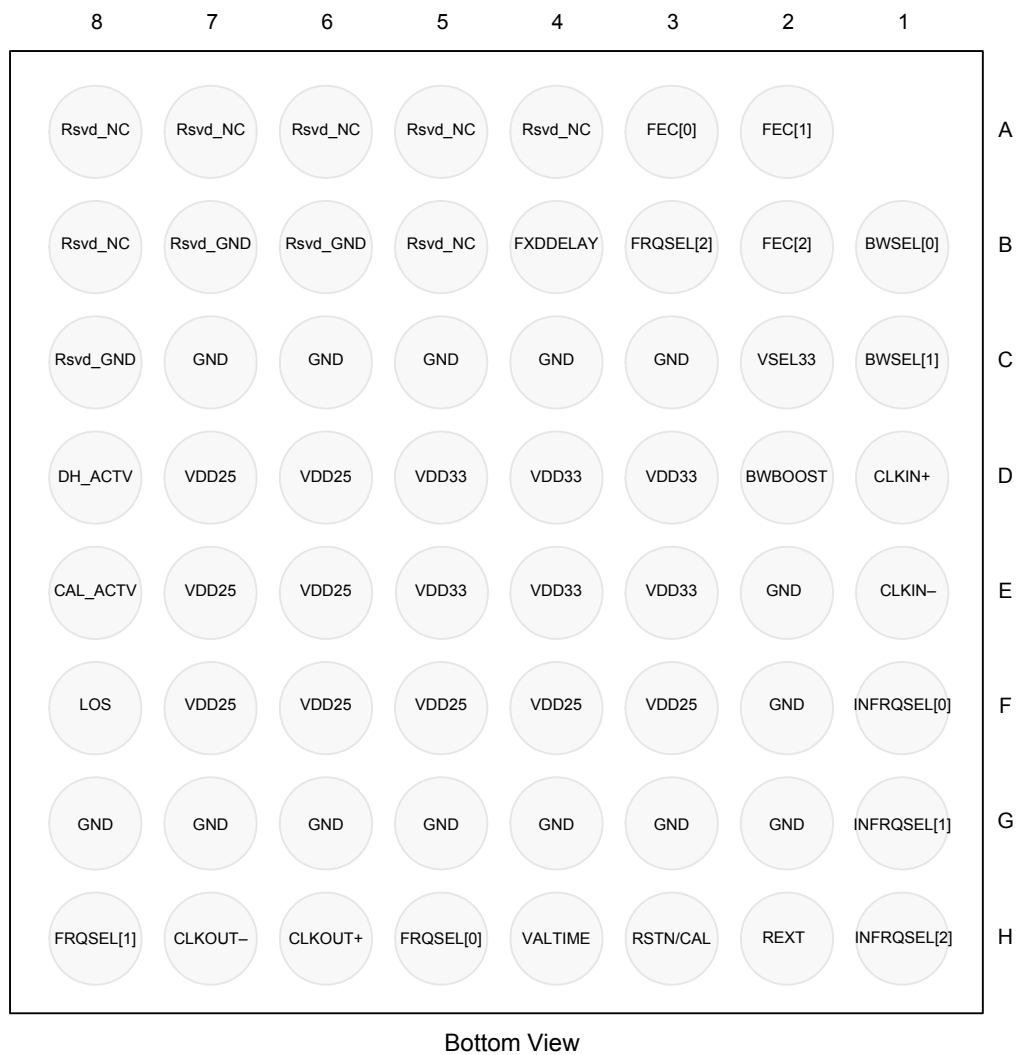 8 7 6 5 4 3 2 1
Rsvd_NC Rsvd_NC Rsvd_NC Rsvd_NC Rsvd_NC FEC[0] FEC[1] A
Rsvd_NC Rsvd_GND Rsvd_GND Rsvd_NC FXDDELAY FRQSEL[2] FEC[2] BWSEL[0] B
Rsvd_GND GND GND GND GND GND VSEL33 BWSEL[1] C
DH_ACTV VDD25 VDD25 VDD33 VDD33 VDD33 BWBOOST CLKIN+ D
CAL_ACTV VDD25 VDD25 VDD33 VDD33 VDD33 GND CLKIN– E
LOS VDD25 VDD25 VDD25 VDD25 VDD25 GND INFRQSEL[0] F
GND GND GND GND GND GND GND INFRQSEL[1] G
FRQSEL[1] CLKOUT– CLKOUT+ FRQSEL[0] VALTIME RSTN/CAL REXT INFRQSEL[2] H
Bottom View